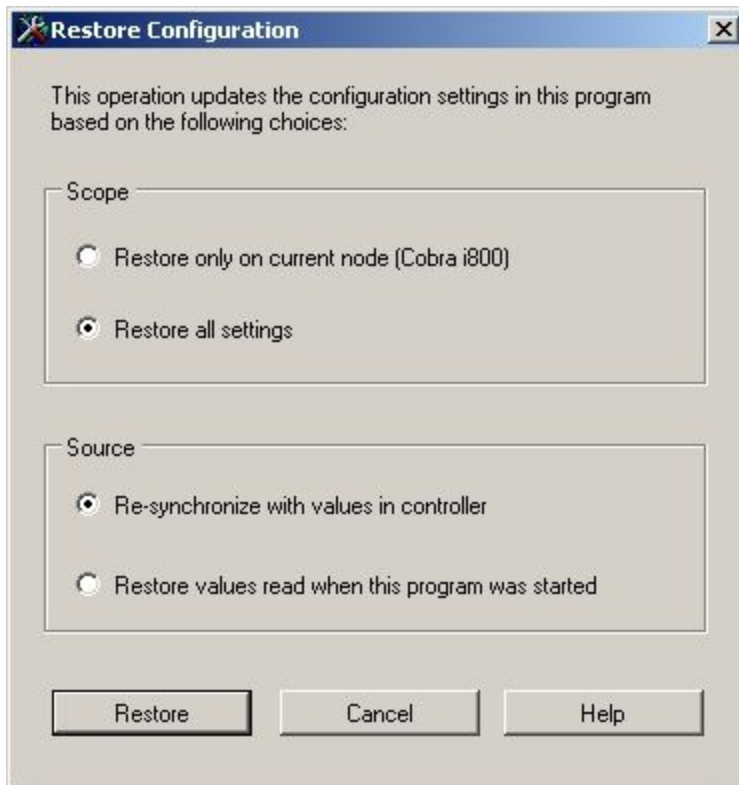 Restore Configuration
This operation updates the configuration settings in this program
based on the following choices:
Scope
Restore only on current node (Cobra i800)
Restore all settings
Source
Re-synchronize with values in controller
Restore values read when this program was started
Restore
Cancel
Help